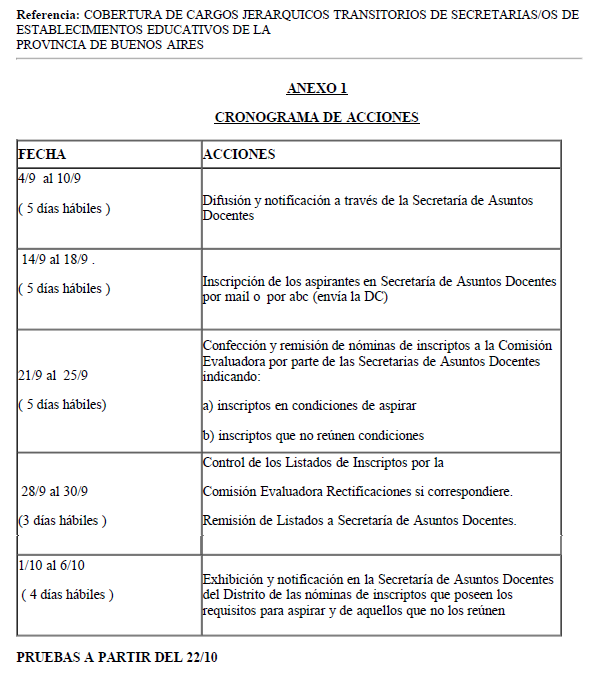 Referencia: COBERTURA DE CARGOS JERARQUICOS TRANSITORIOS DE SECRETARIAS/OS DE
ESTABLECIMIENTOS EDUCATIVOS DE LA
PROVINCIA DE BUENOS AIRES
ANEXO 1
CRONOGRAMA DE ACCIONES
FECHA
ACCIONES
4/9 al 10/9
( 5 días hábiles )
Difusión y notificación a través de la Secretaría de Asuntos
Docentes
14/9 al 18/9 .
( 5 días hábiles )
Inscripción de los aspirantes en Secretaría de Asuntos Docentes
por mail o por abc (envía la DC)
21/9 al 25/9
( 5 días hábiles)
Confección y remisión de nóminas de inscriptos a la Comisión
Evaluadora por parte de las Secretarías de Asuntos Docentes
indicando:
a) inscriptos en condiciones de aspirar
b) inscriptos que no reúnen condiciones
28/9 al 30/9
(3 días hábiles )
Control de los Listados de Inscriptos por la
Comisión Evaluadora Rectificaciones si correspondiere.
Remisión de Listados a Secretaría de Asuntos Docentes.
1/10 al 6/10
( 4 días hábiles )
Exhibición y notificación en la Secretaría de Asuntos Docentes
del Distrito de las nóminas de inscriptos que poseen los
requisitos para aspirar y de aquellos que no los reúnen
PRUEBAS A PARTIR DEL 22/10